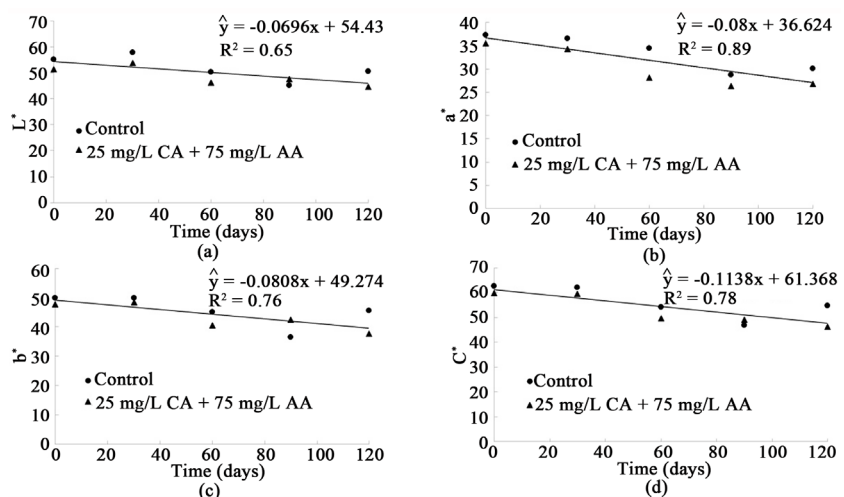 ŷ = -0.0696x + 54.43
R² = 0.65
70
60
50
40
30
20
10
0
L*
Control
25 mg/L CA + 75 mg/L AA
0 20 40 60 80 100 120
Time (days)
(a)
ŷ = -0.08x + 36.624
R² = 0.89
45
40
35
30
25
20
15
10
5
0
a*
Control
25 mg/L CA + 75 mg/L AA
0 20 40 60 80 100 120
Time (days)
(b)
ŷ = -0.0808x + 49.274
R² = 0.76
60
50
40
30
20
10
0
b*
Control
25 mg/L CA + 75 mg/L AA
0 20 40 60 80 100 120
Time (days)
(c)
ŷ = -0.1138x + 61.368
R² = 0.78
70
60
50
40
30
20
10
0
C*
Control
25 mg/L CA + 75 mg/L AA
0 20 40 60 80 100 120
Time (days)
(d)